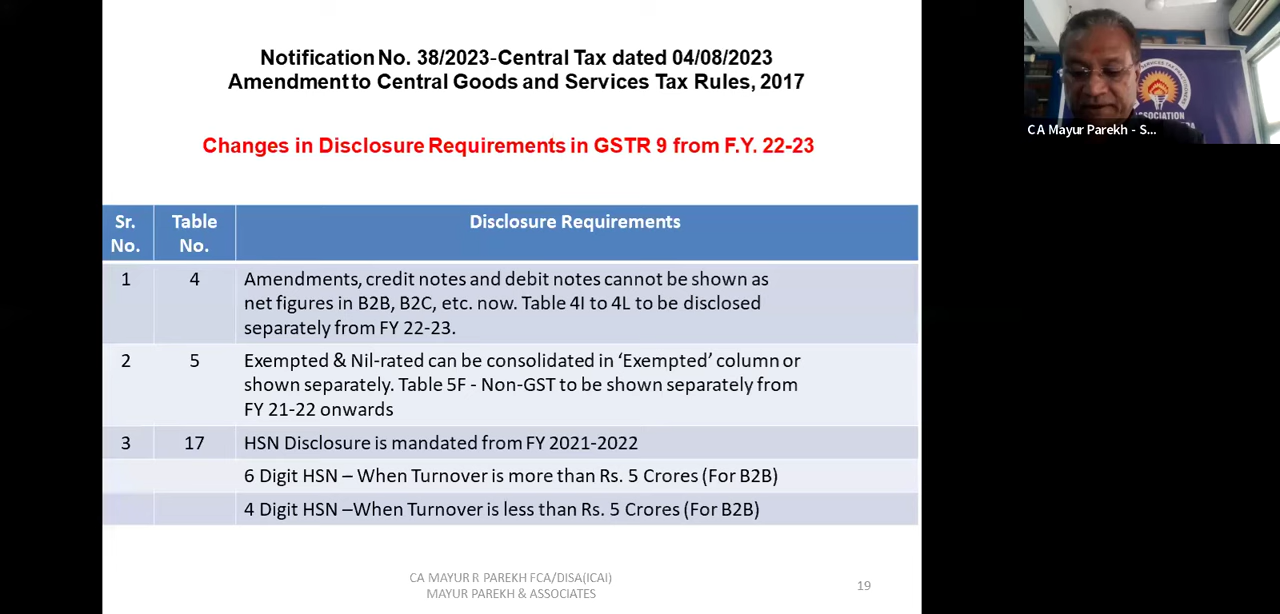 Notification No. 38/2023-Central Tax dated 04/08/2023
Amendment to Central Goods and Services Tax Rules, 2017
Changes in Disclosure Requirements in GSTR 9 from F.Y. 22-23
Sr. No.
Table No.
Disclosure Requirements
1
4
Amendments, credit notes and debit notes cannot be shown as
net figures in B2B, B2C, etc. now. Table 4I to 4L to be disclosed
separately from FY 22-23.
2
5
Exempted & Nil-rated can be consolidated in ‘Exempted’ column or
shown separately. Table 5F - Non-GST to be shown separately from
FY 21-22 onwards
3
17
HSN Disclosure is mandated from FY 2021-2022
6 Digit HSN – When Turnover is more than Rs. 5 Crores (For B2B)
4 Digit HSN –When Turnover is less than Rs. 5 Crores (For B2B)
CA MAYUR R PAREKH FCA/DISA(ICAI)
MAYUR PAREKH & ASSOCIATES
19
ASSOCIATION
C A Mayur Parekh - S...